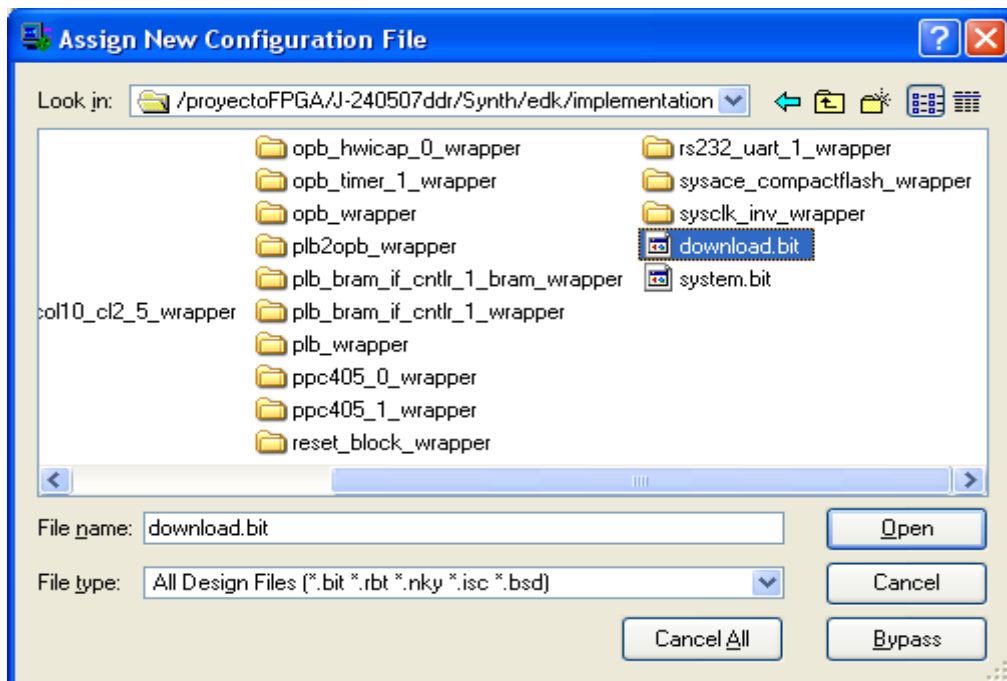 Assign New Configuration File
Look in: /proyectoFPGA/J-240507ddr/Synth/edk/implementation
opb_hwicap_0_wrapper
opb_timer_1_wrapper
opb_wrapper
plb2opb_wrapper
plb_bram_if_cntlr_1_bram_wrapper
col10_cl2_5_wrapper
plb_bram_if_cntlr_1_wrapper
plb_wrapper
ppc405_0_wrapper
ppc405_1_wrapper
reset_block_wrapper
rs232_uart_1_wrapper
sysace_compactflash_wrapper
sysclk_inv_wrapper
download.bit
system.bit
File name: download.bit
Open
File type: All Design Files (*.bit *.rbt *.nky *.isc *.bsd)
Cancel
Cancel All
Bypass